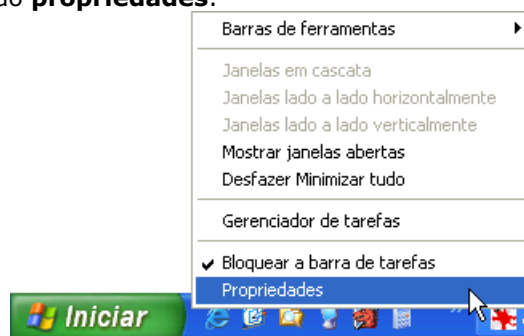 do propriedades.
Barras de ferramentas
Janelas em cascata
Janelas lado a lado horizontalmente
Janelas lado a lado verticalmente
Mostrar janelas abertas
Desfazer Minimizar tudo
Gerenciador de tarefas
Bloquear a barra de tarefas
Propriedades
Iniciar